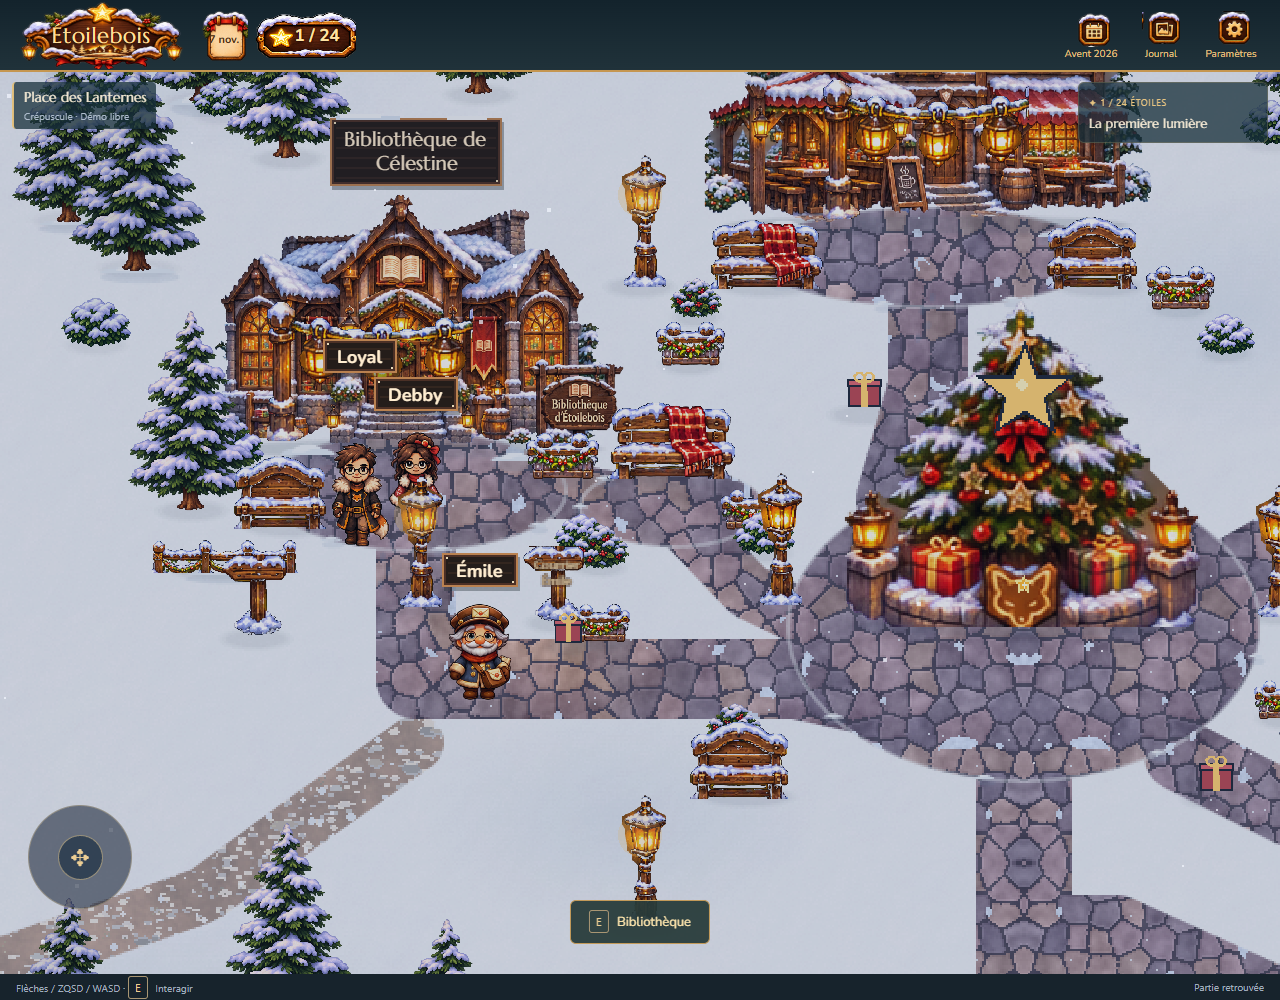 Étoilebois
7 nov.
1 / 24
Avent 2026
Journal
Paramètres
Place des Lanternes
Crépuscule · Démo libre
1 / 24 ÉTOILES
La première lumière
Bibliothèque de
Célestine
Loyal
Debby
Bibliothèque
d'Étoilebois
Émile
E Bibliothèque
Flèches / ZQSD / WASD · E Interagir
Partie retrouvée